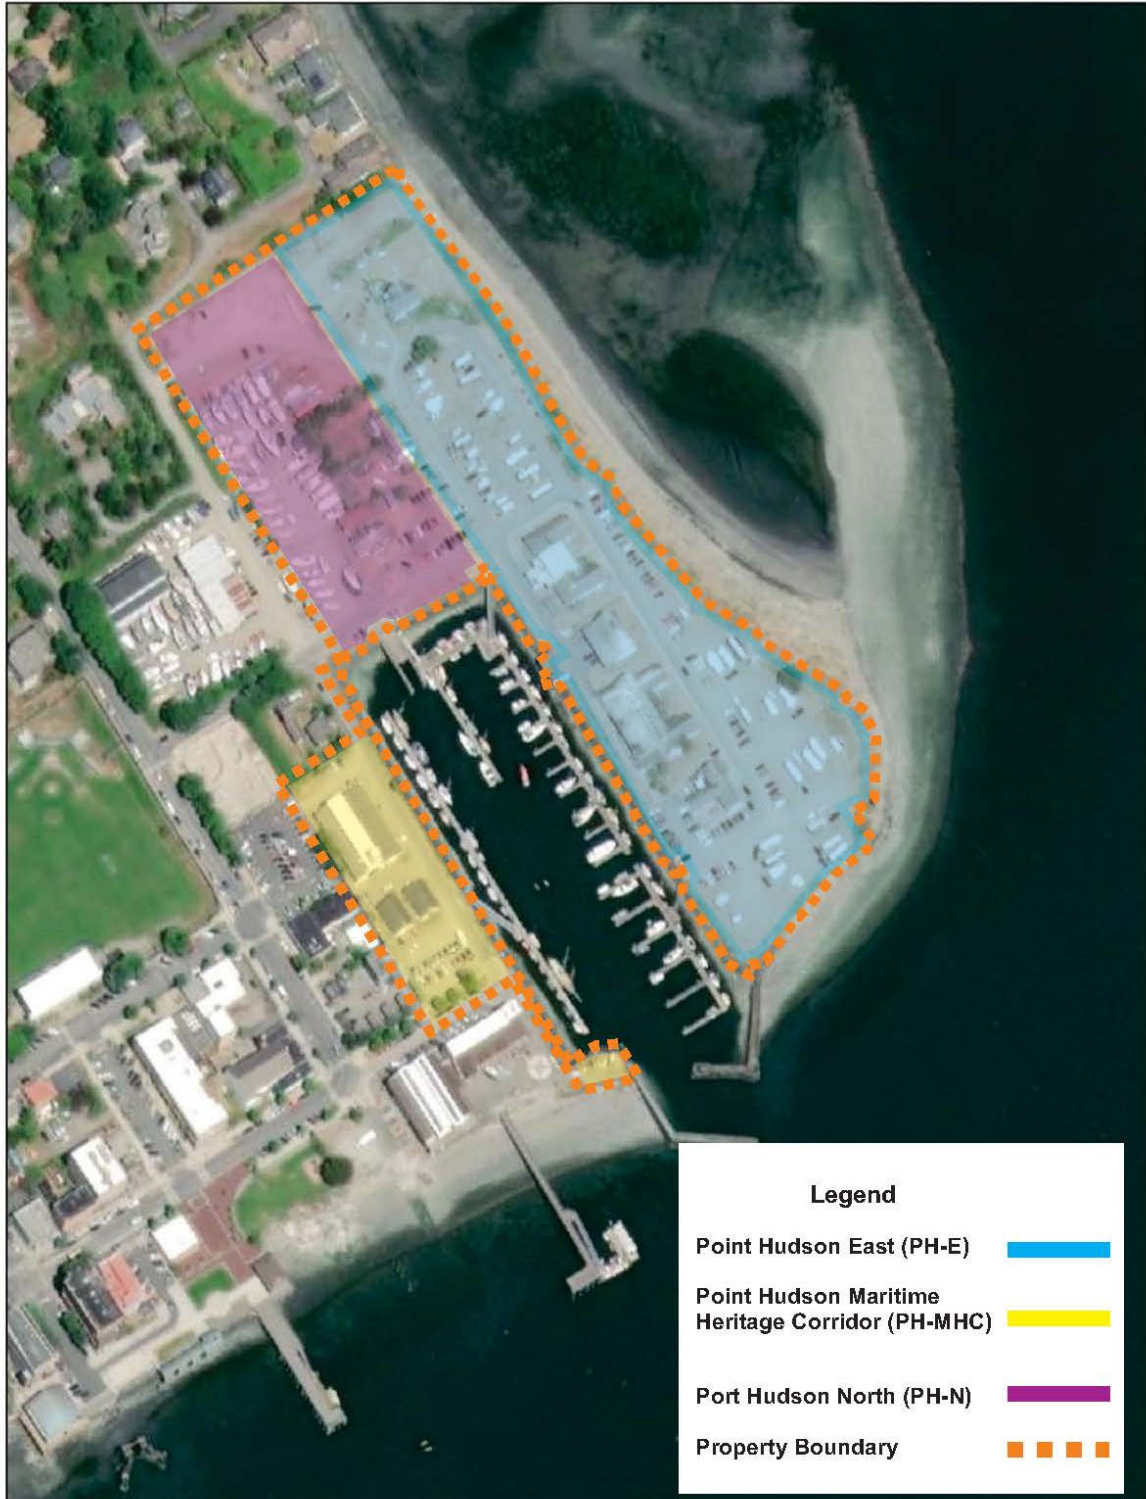 Legend
Point Hudson East (PH-E)
Point Hudson Maritime
Heritage Corridor (PH-MHC)
Port Hudson North (PH-N)
Property Boundary